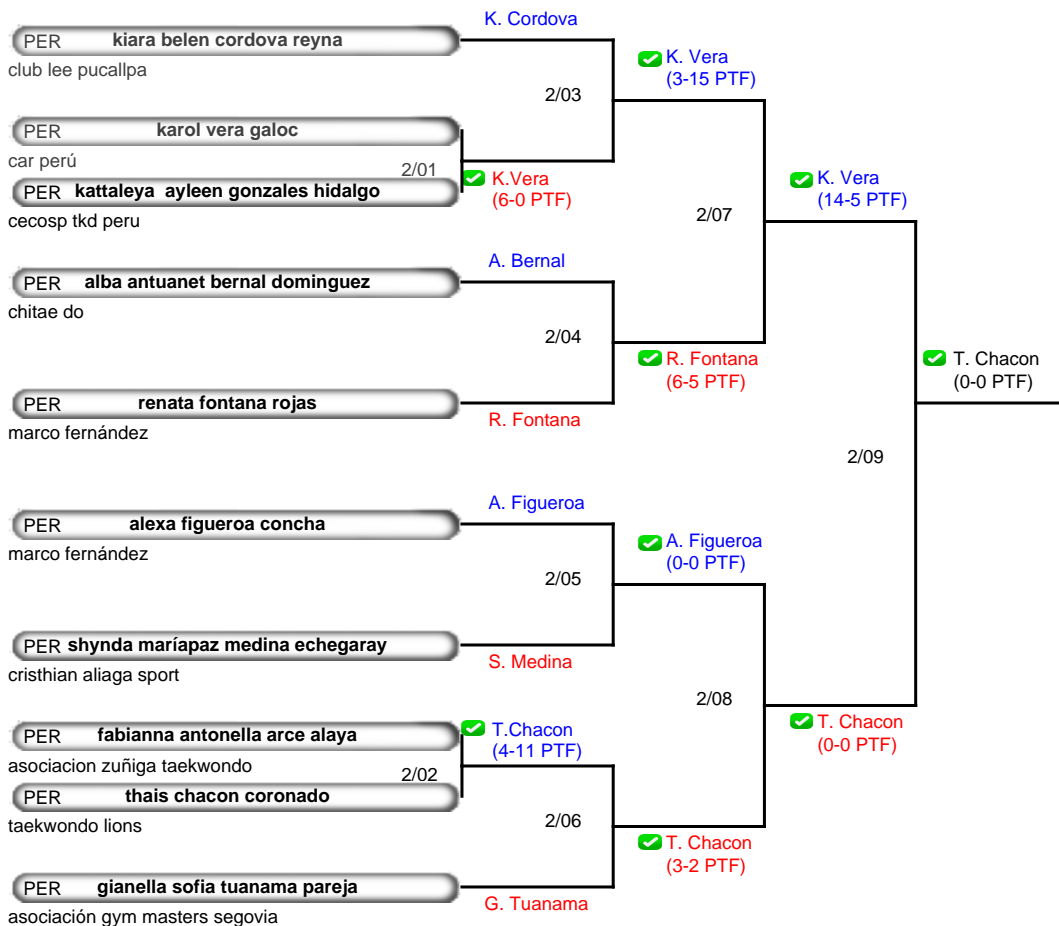 K. Cordova
PER kiara belen cordova reyna
club lee pucallpa
2/03
K. Vera
(3-15 PTF)
PER karol vera galoc
car perú
2/01
K.Vera
(6-0 PTF)
PER kattaleya ayleen gonzales hidalgo
cecosp tkd peru
2/07
K. Vera
(14-5 PTF)
A. Bernal
PER alba antuanet bernal dominguez
chitae do
2/04
R. Fontana
(6-5 PTF)
PER renata fontana rojas
marco fernández
R. Fontana
T. Chacon
(0-0 PTF)
2/09
A. Figueroa
PER alexa figueroa concha
marco fernández
2/05
A. Figueroa
(0-0 PTF)
PER shynda maríapaz medina echegaray
cristhian aliaga sport
S. Medina
2/08
T. Chacon
(0-0 PTF)
PER fabianna antonella arce alaya
asociacion zuñiga taekwondo
2/02
T.Chacon
(4-11 PTF)
PER thais chacon coronado
taekwondo lions
2/06
T. Chacon
(3-2 PTF)
PER gianella sofia tuanama pareja
asociación gym masters segovia
G. Tuanama